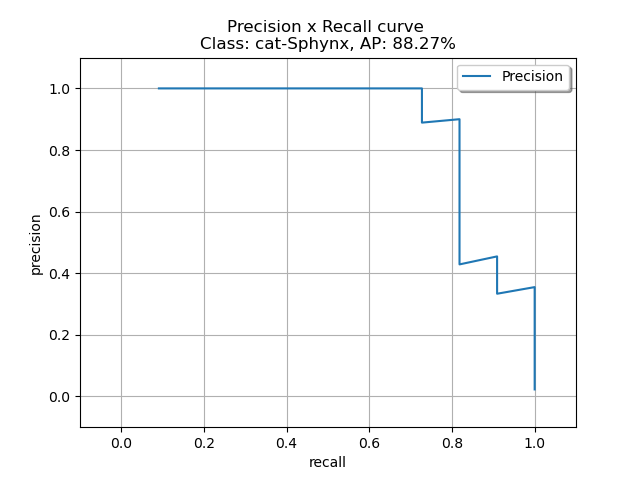 Precision x Recall curve
Class: cat-Sphynx, AP: 88.27%
Precision
1.0
0.8
0.6
0.4
0.2
0.0
precision
0.0 0.2 0.4 0.6 0.8 1.0
recall